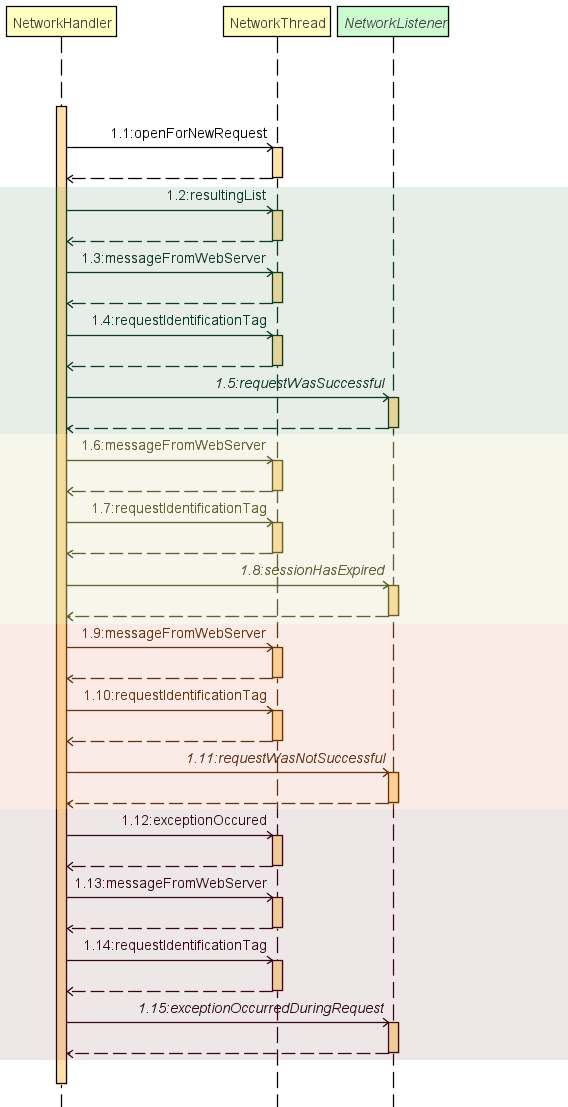 NetworkHandler
NetworkThread
NetworkListener
1.1:openForNewRequest
1.2:resultingList
1.3:messageFromWebServer
1.4:requestIdentificationTag
1.5:requestWasSuccessful
1.6:messageFromWebServer
1.7:requestIdentificationTag
1.8:sessionHasExpired
1.9:messageFromWebServer
1.10:requestIdentificationTag
1.11:requestWasNotSuccessful
1.12:exceptionOccured
1.13:messageFromWebServer
1.14:requestIdentificationTag
1.15:exceptionOccurredDuringRequest